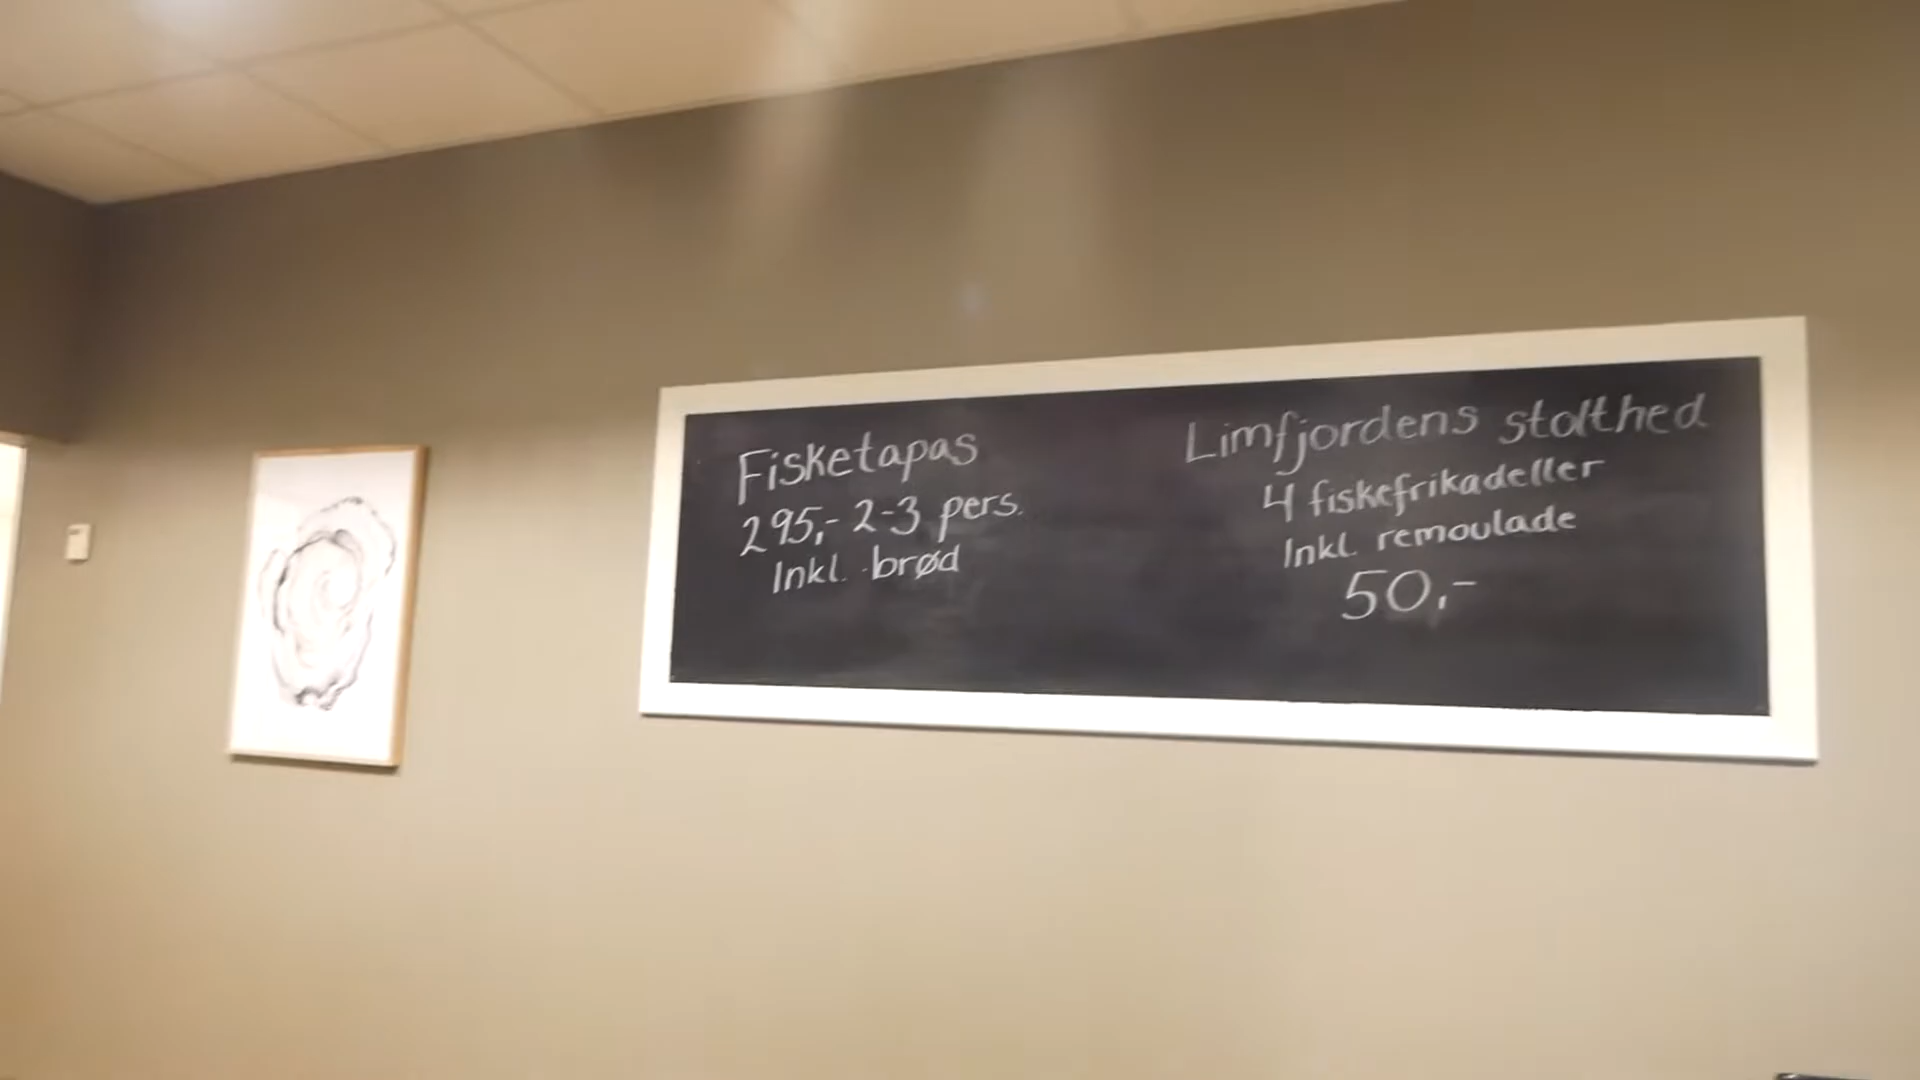 Fisketapas
295,- 2-3 pers.
Inkl. brød
Limfjordens stolthed
4 fiskefrikadeller
Inkl. remoulade
50,-